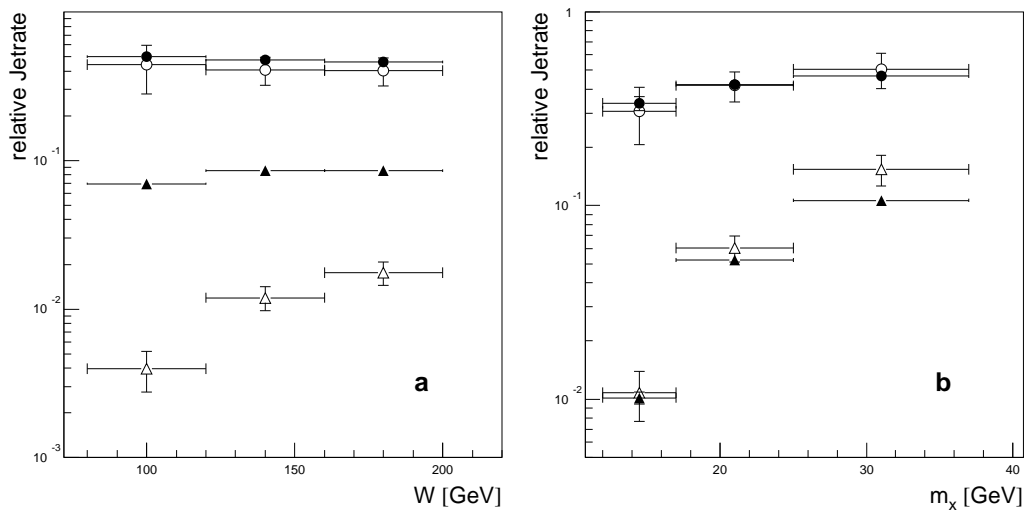 relative Jetrate
10⁻¹
10⁻²
10⁻³
100
150
200
W [GeV]
a
relative Jetrate
1
10⁻¹
10⁻²
20
30
40
mₓ [GeV]
b